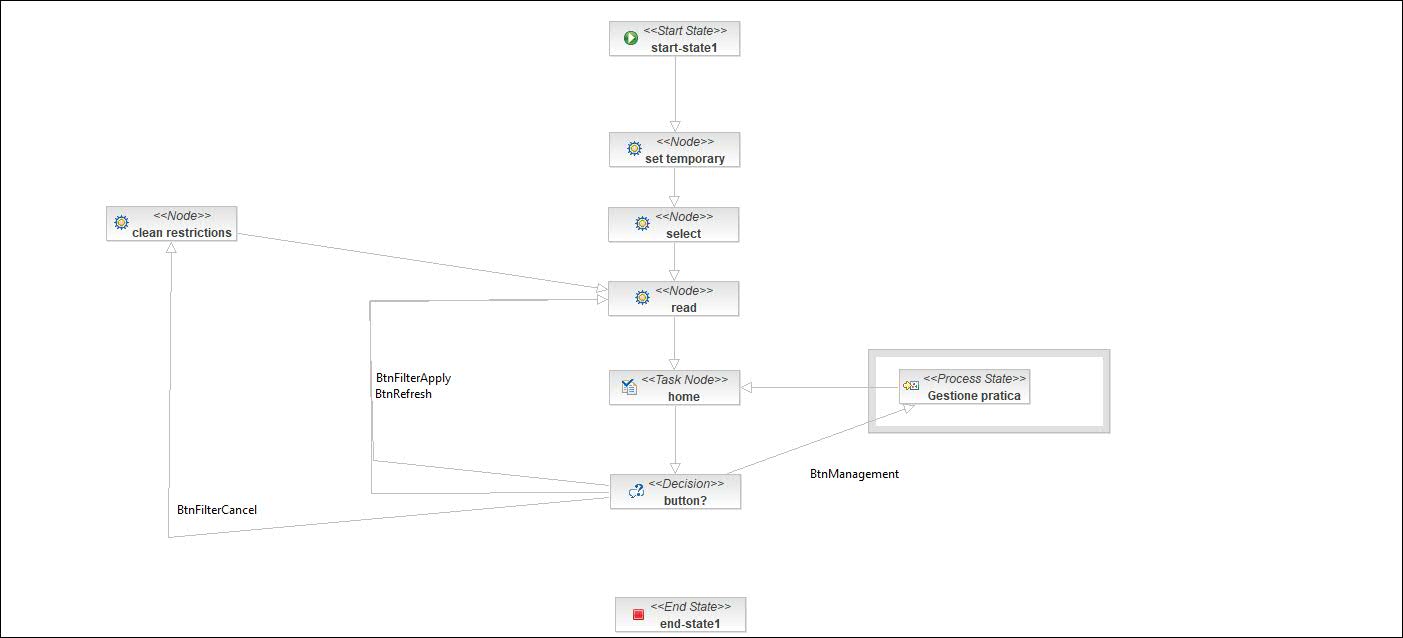 <<Start State>>
start-state1
<<Node>>
set temporary
<<Node>>
clean restrictions
<<Node>>
select
<<Node>>
read
BtnFilterApply
BtnRefresh
<<Task Node>>
home
<<Process State>>
Gestione pratica
BtnManagement
<<Decision>>
button?
BtnFilterCancel
<<End State>>
end-state1